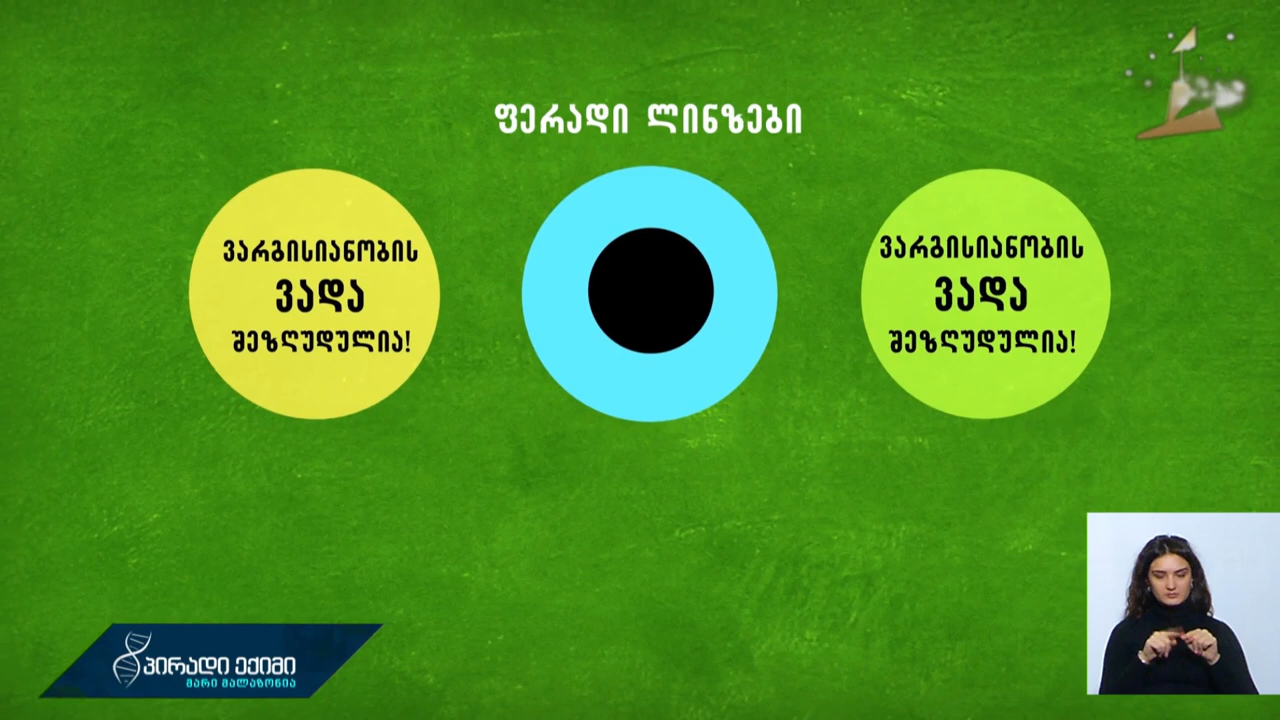 ფერადი ლინზები
ვარგისიანობის
ვადა
შეზღუდულია!
ვარგისიანობის
ვადა
შეზღუდულია!
პირადი ექიმი
მარი მალაზონია